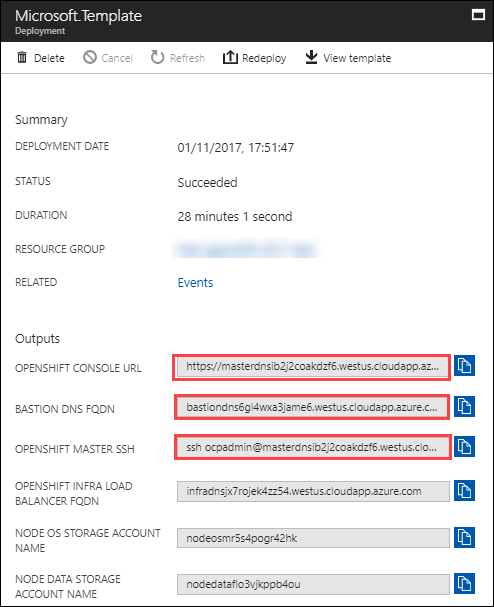 Microsoft.Template
Deployment
Delete Cancel Refresh Redeploy View template
Summary
DEPLOYMENT DATE 01/11/2017, 17:51:47
STATUS Succeeded
DURATION 28 minutes 1 second
RESOURCE GROUP
RELATED Events
Outputs
OPENSHIFT CONSOLE URL https://masterdnsib2j2coakdzf6.westus.cloudapp.az...
BASTION DNS FQDN bastiondns6gl4wxa3jame6.westus.cloudapp.azure.c...
OPENSHIFT MASTER SSH ssh ocpadmin@masterdnsib2j2coakdzf6.westus.clo...
OPENSHIFT INFRA LOAD
BALANCER FQDN infradnsjx7rojek4zz54.westus.cloudapp.azure.com
NODE OS STORAGE ACCOUNT
NAME nodeosmr5s4pogr42hk
NODE DATA STORAGE
ACCOUNT NAME nodedataflo3vjkppb4ou